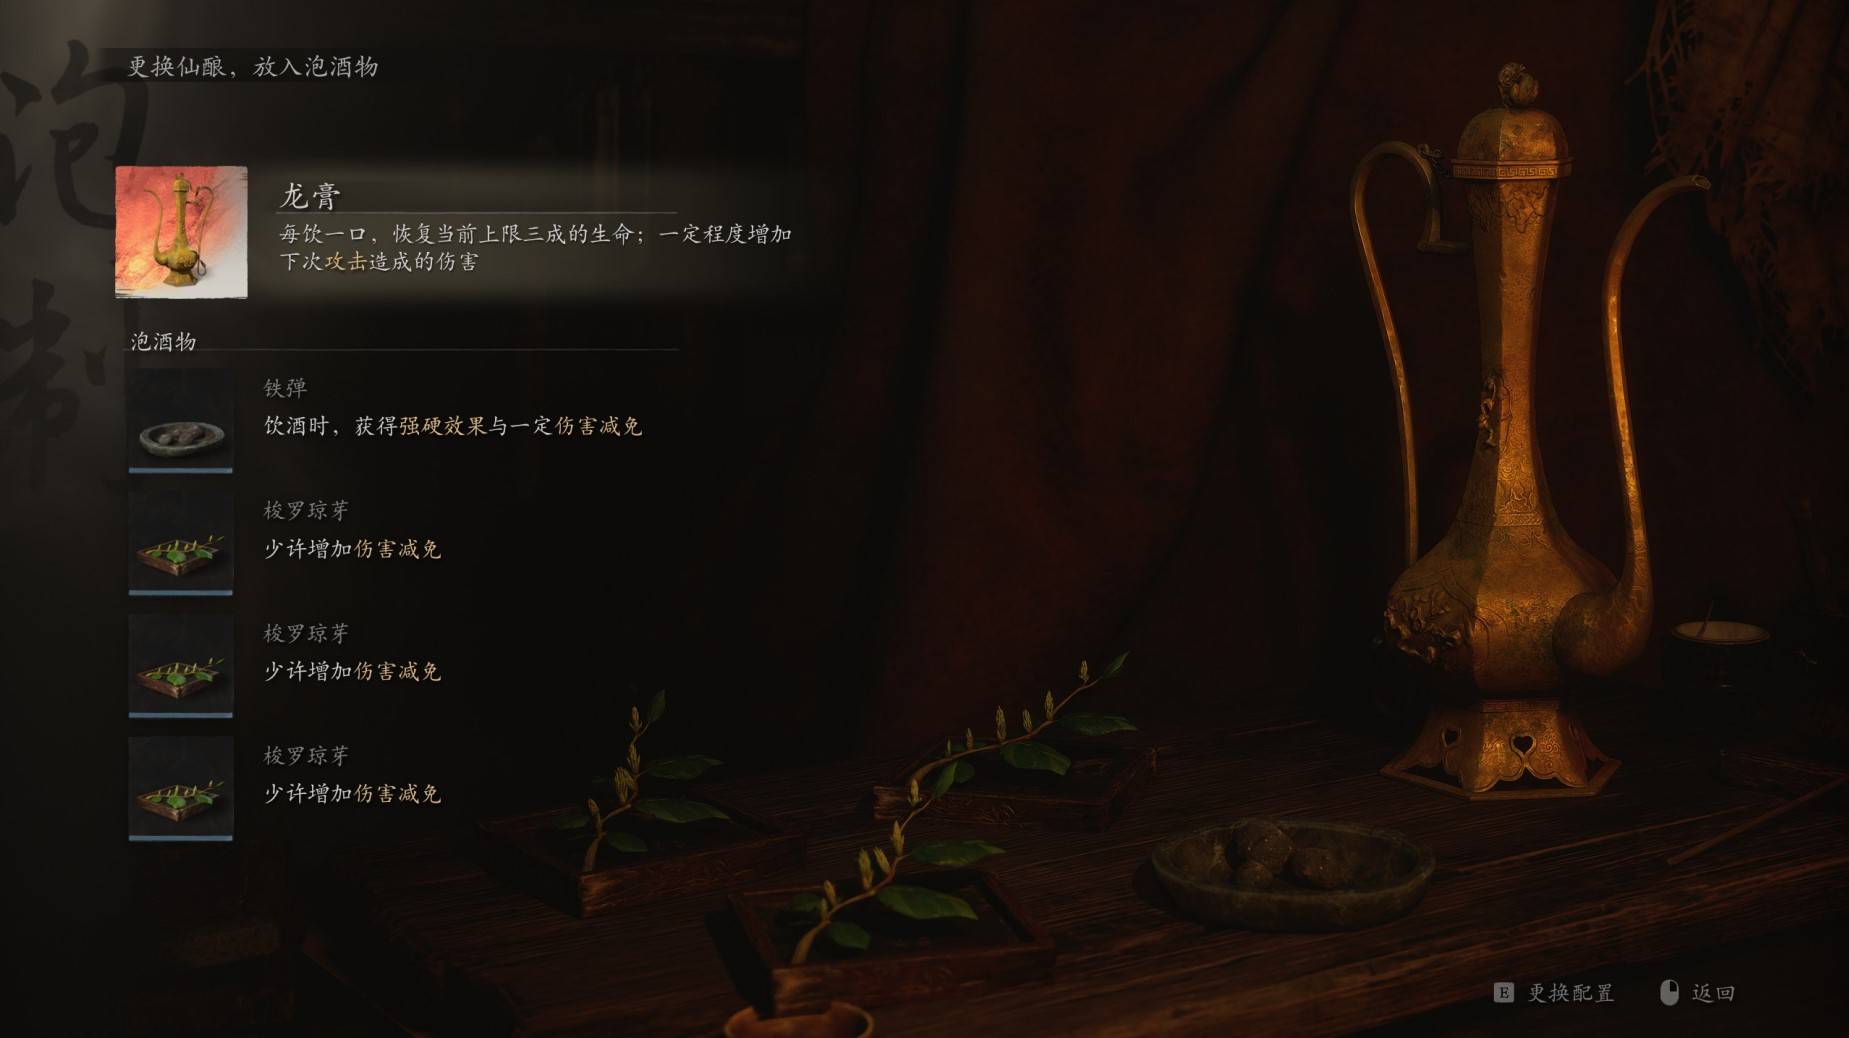 泡制
更换仙酿，放入泡酒物
龙膏
每饮一口，恢复当前上限三成的生命；一定程度增加
下次攻击造成的伤害
泡酒物
铁弹
饮酒时，获得强硬效果与一定伤害减免
梭罗琼芽
少许增加伤害减免
梭罗琼芽
少许增加伤害减免
梭罗琼芽
少许增加伤害减免
E 更换配置
返回